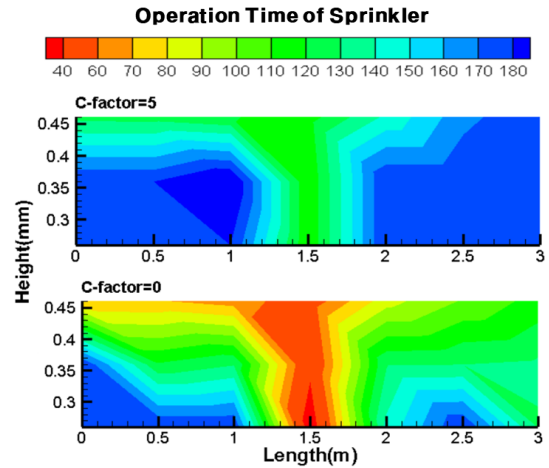 Operation Time of Sprinkler
40 60 70 80 90 100 110 120 130 140 150 160 170 180
C-factor=5
0.45
0.4
0.35
0.3
0 0.5 1 1.5 2 2.5 3
Height(mm)
C-factor=0
0.45
0.4
0.35
0.3
0 0.5 1 1.5 2 2.5 3
Length(m)